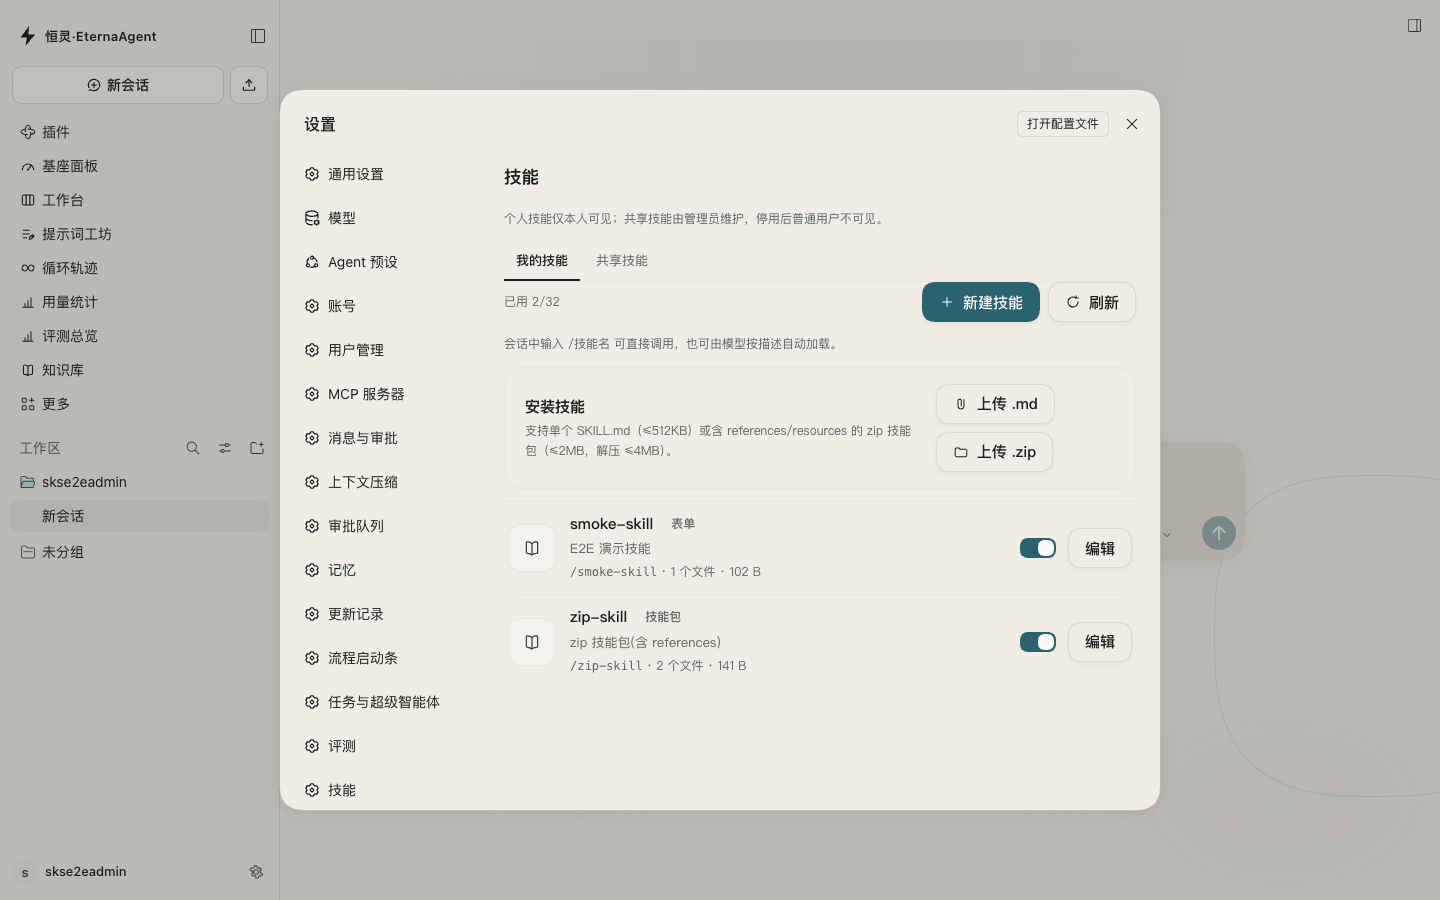 恒灵·EternaAgent
新会话
插件
基座面板
工作台
提示词工坊
循环轨迹
用量统计
评测总览
知识库
更多
工作区
skse2eadmin
新会话
未分组
s skse2eadmin
设置
打开配置文件
通用设置
模型
Agent 预设
账号
用户管理
MCP 服务器
消息与审批
上下文压缩
审批队列
记忆
更新记录
流程启动条
任务与超级智能体
评测
技能
技能
个人技能仅本人可见；共享技能由管理员维护，停用后普通用户不可见。
我的技能 共享技能
已用 2/32
新建技能 刷新
会话中输入 /技能名 可直接调用，也可由模型按描述自动加载。
安装技能
支持单个 SKILL.md（≤512KB）或含 references/resources 的 zip 技能
包（≤2MB，解压 ≤4MB）。
上传 .md
上传 .zip
smoke-skill 表单
E2E 演示技能
/smoke-skill · 1 个文件 · 102 B
编辑
zip-skill 技能包
zip 技能包(含 references)
/zip-skill · 2 个文件 · 141 B
编辑